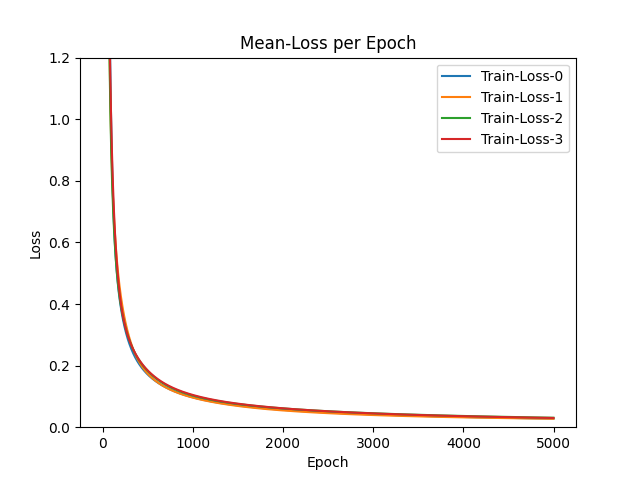 Mean-Loss per Epoch
1.2
1.0
0.8
0.6
0.4
0.2
0.0
Loss
Train-Loss-0
Train-Loss-1
Train-Loss-2
Train-Loss-3
0 1000 2000 3000 4000 5000
Epoch